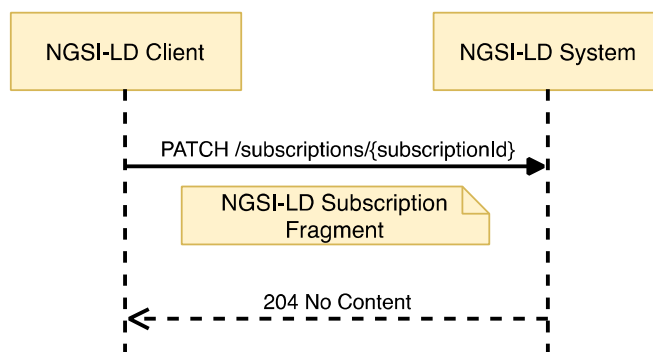 NGSI-LD Client
NGSI-LD System
PATCH /subscriptions/{subscriptionId}
NGSI-LD Subscription
Fragment
204 No Content